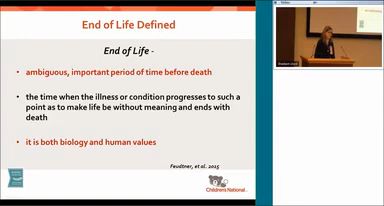 End of Life Defined
End of Life -
• ambiguous, important period of time before death
• the time when the illness or condition progresses to such a
point as to make life be without meaning and ends with
death
• it is both biology and human values
Feudtner, et al. 2015
Children's National